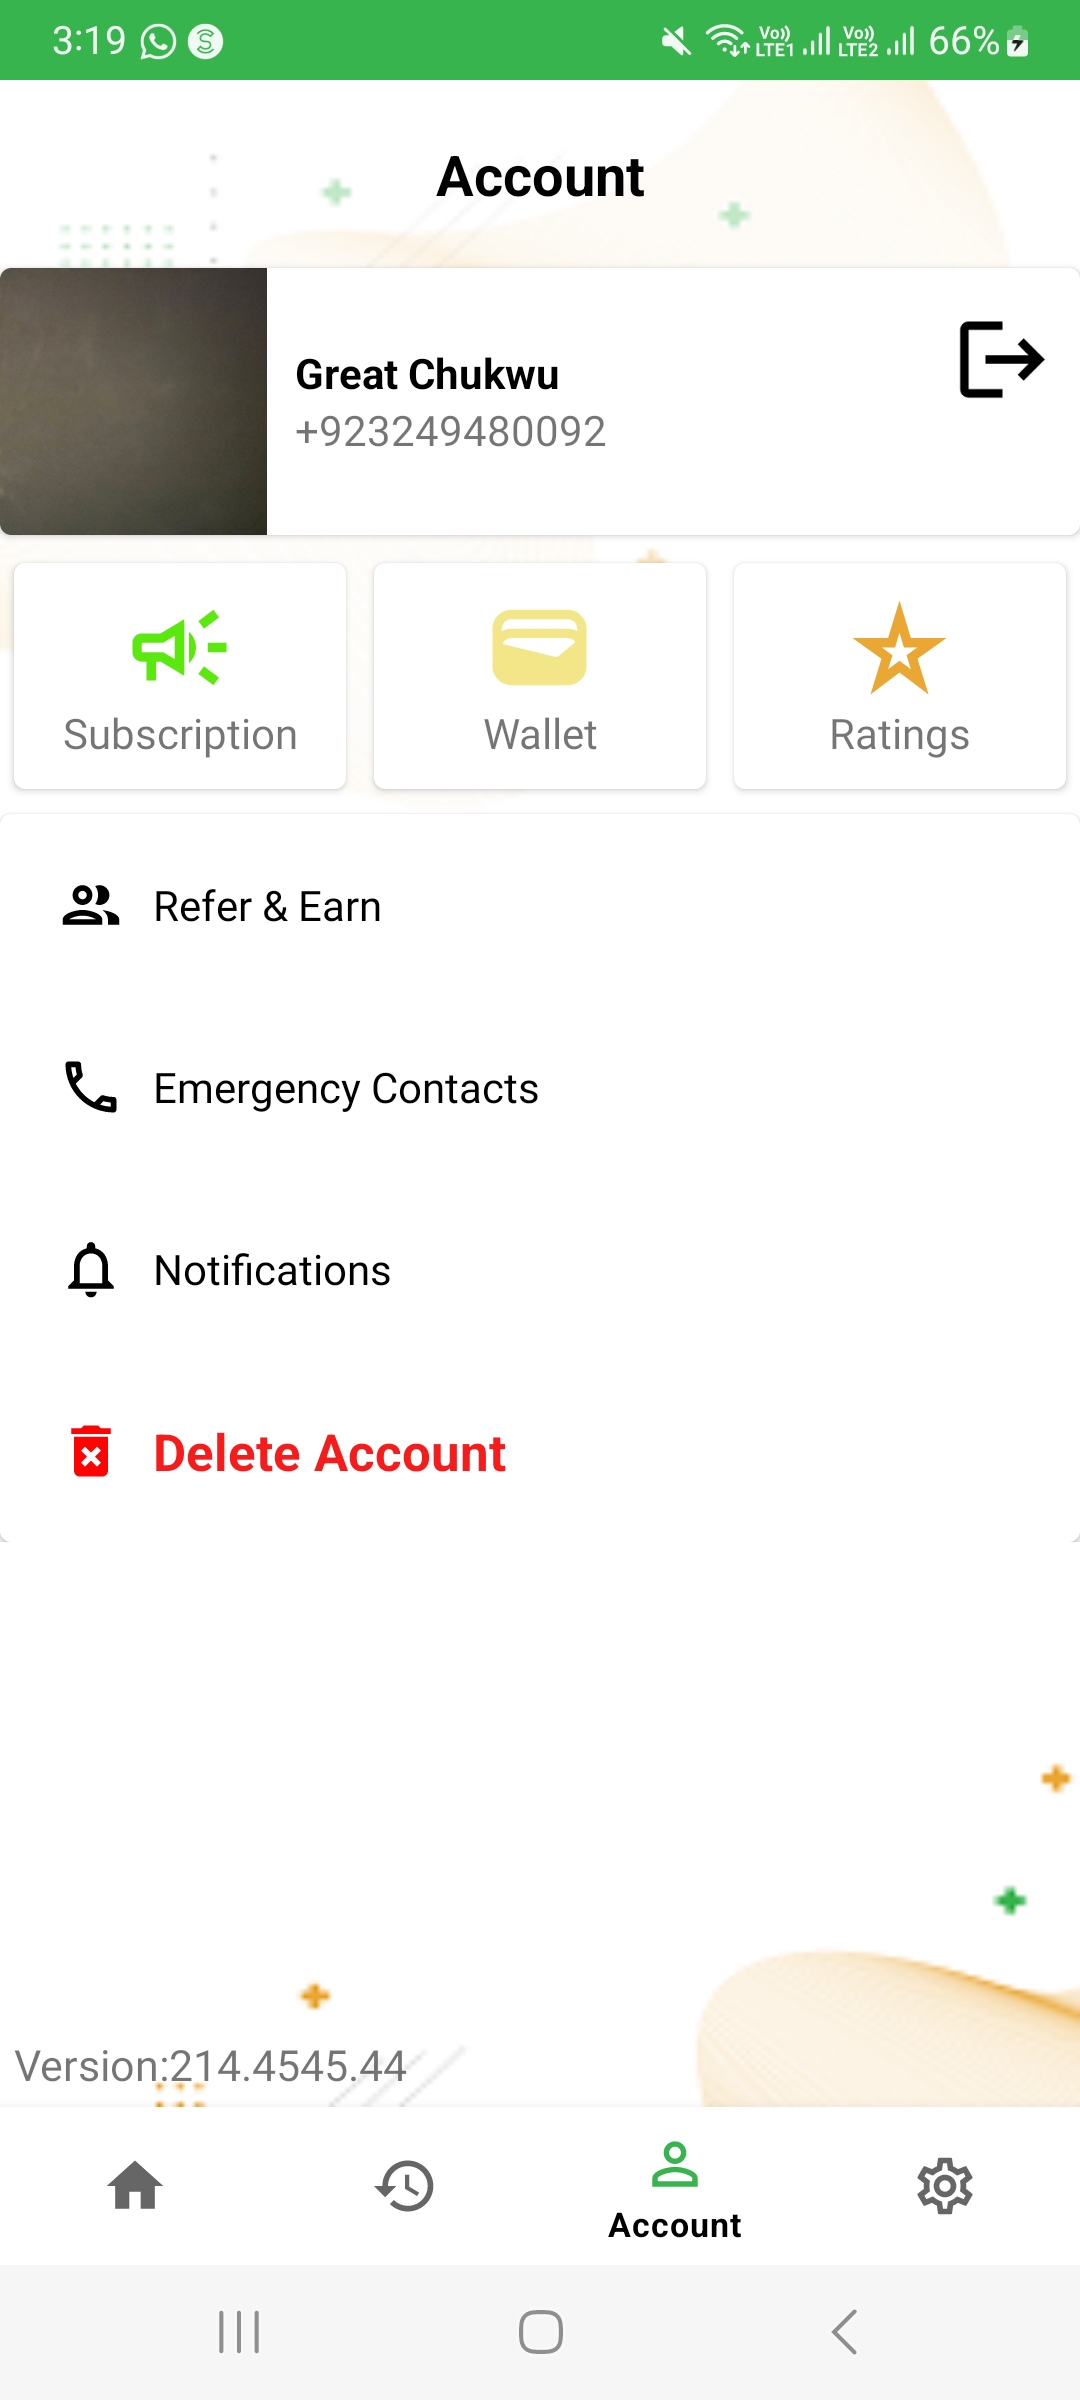 3:19 Vo)) LTE1 Vo)) LTE2 66%
Account
Great Chukwu
+923249480092
Subscription Wallet Ratings
Refer & Earn
Emergency Contacts
Notifications
Delete Account
Version:214.4545.44
Account